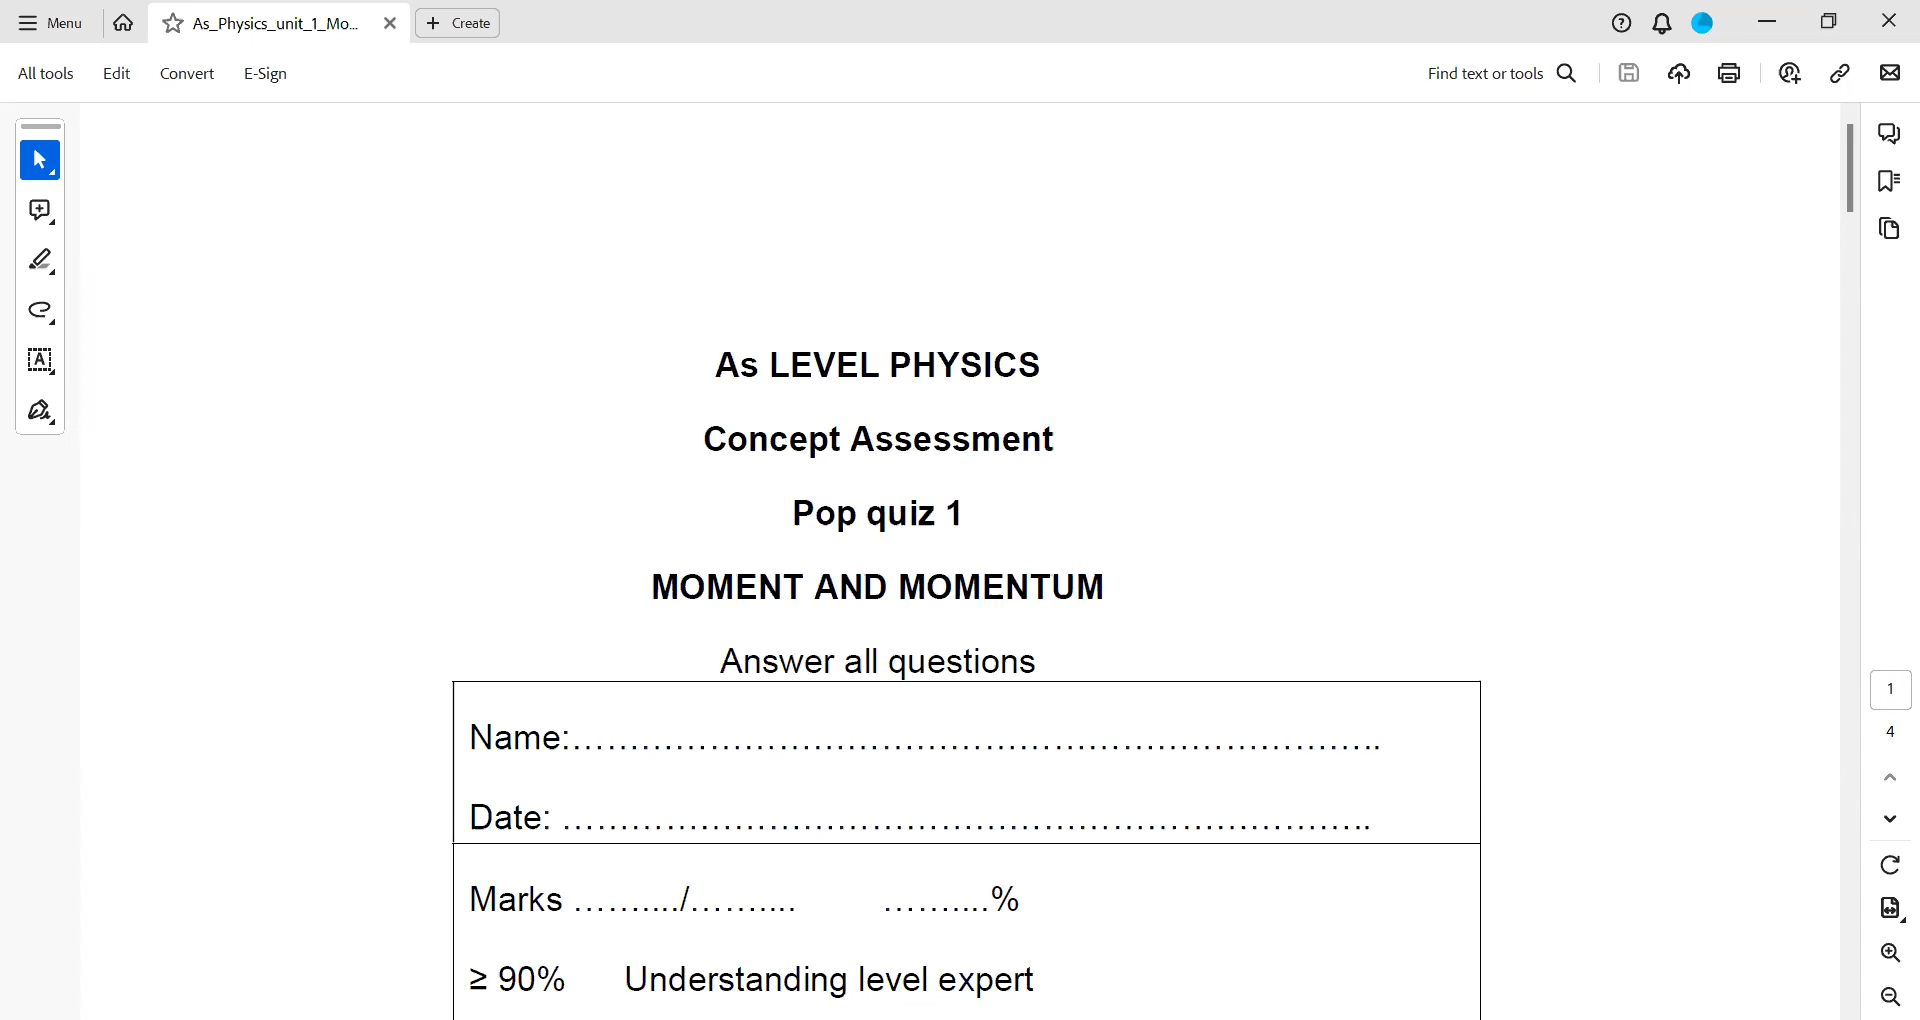 Menu
As_Physics_unit_1_Mo...
Create
All tools
Edit
Convert
E-Sign
Find text or tools
As LEVEL PHYSICS
Concept Assessment
Pop quiz 1
MOMENT AND MOMENTUM
Answer all questions
Name:……………………………………………………………….
Date: ……………………………………………………………….
Marks ……..../.…….... ……....%
≥ 90% Understanding level expert
1
4